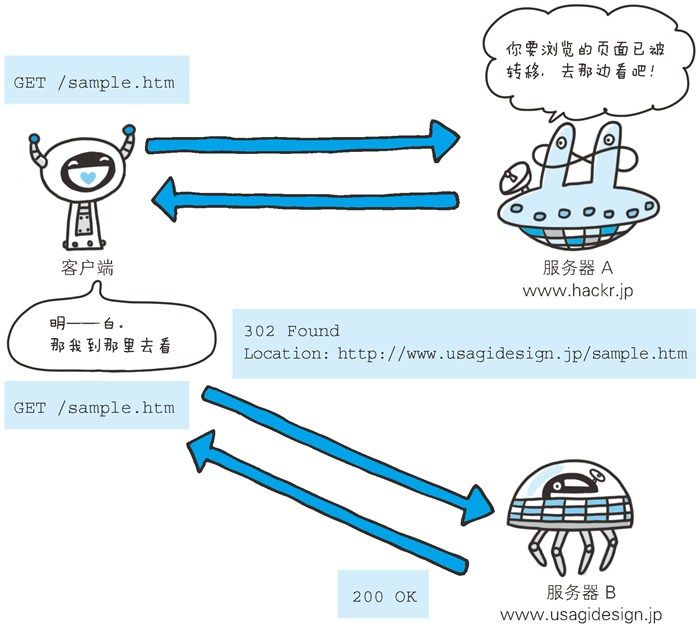 你要浏览的页面已被
转移，去那边看吧！
GET /sample.htm
客户端
服务器 A
www.hackr.jp
明——白。
那我到那里去看
302 Found
Location: http://www.usagidesign.jp/sample.htm
GET /sample.htm
服务器 B
www.usagidesign.jp
200 OK